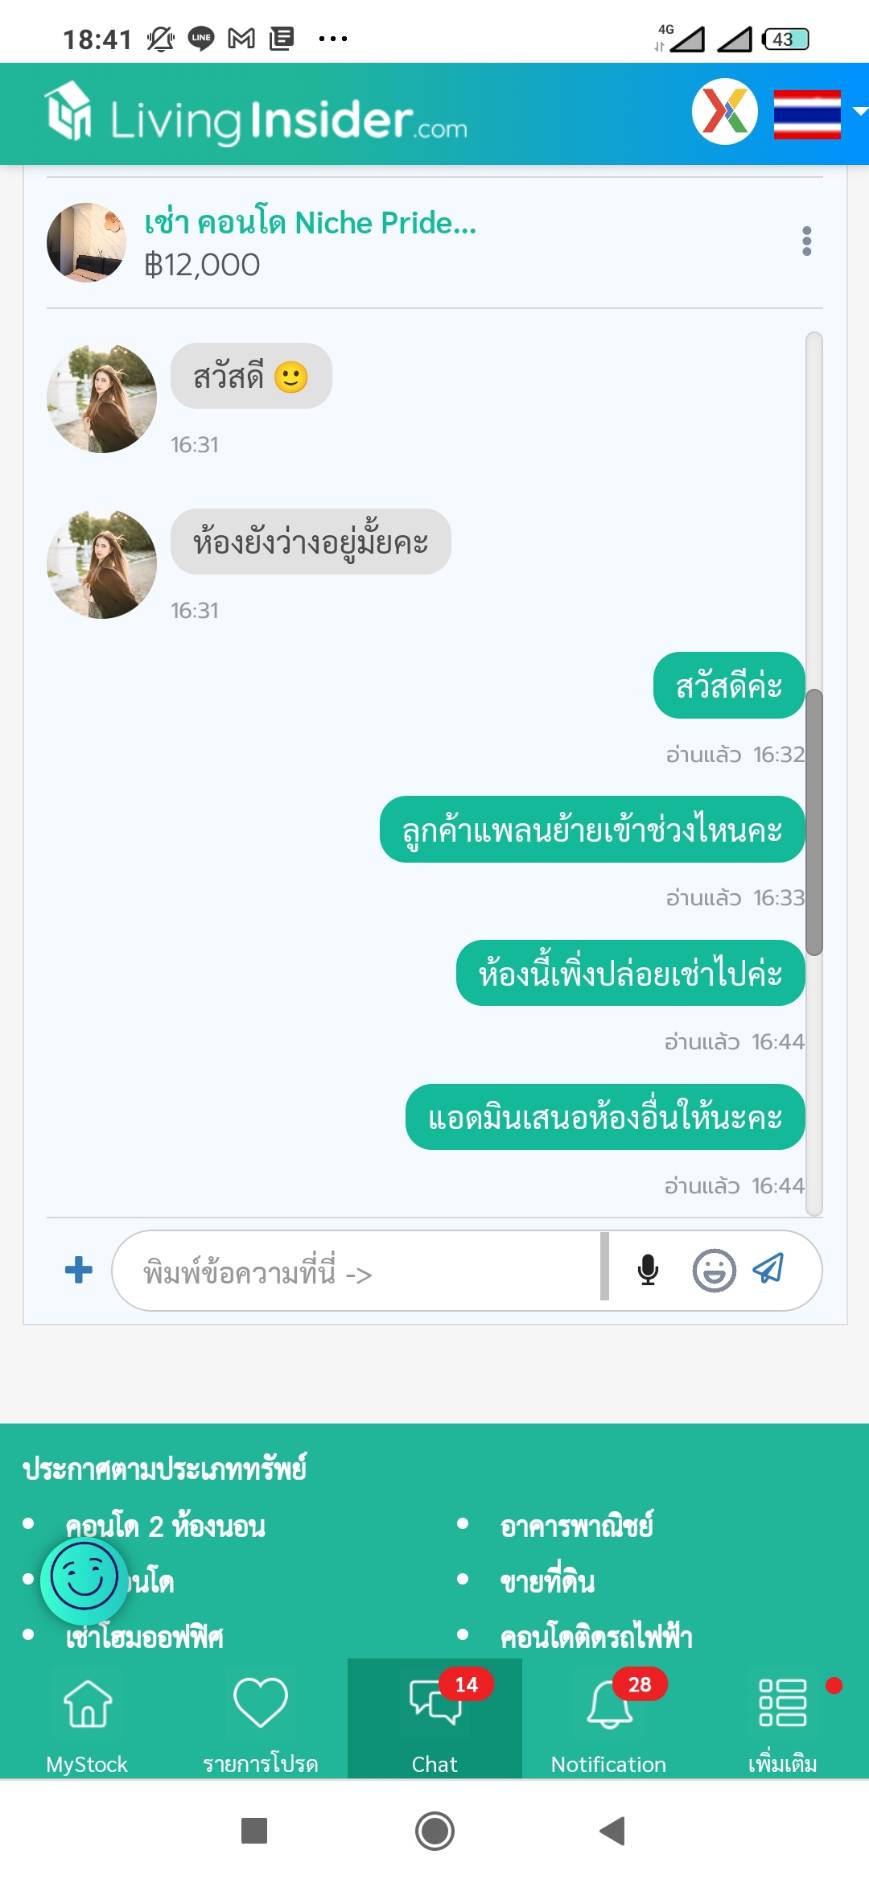 18:41
LINE
4G
43
LivingInsider.com
เช่า คอนโด Niche Pride...
฿12,000
สวัสดี 🙂
16:31
ห้องยังว่างอยู่มั้ยคะ
16:31
สวัสดีค่ะ
อ่านแล้ว 16:32
ลูกค้าแพลนย้ายเข้าช่วงไหนคะ
อ่านแล้ว 16:33
ห้องนี้เพิ่งปล่อยเช่าไปค่ะ
อ่านแล้ว 16:44
แอดมินเสนอห้องอื่นให้นะคะ
อ่านแล้ว 16:44
พิมพ์ข้อความที่นี่ ->
ประกาศตามประเภททรัพย์
คอนโด 2 ห้องนอน
อาคารพาณิชย์
ขายที่ดิน
เช่าโฮมออฟฟิศ
คอนโดติดรถไฟฟ้า
14
28
MyStock
รายการโปรด
Chat
Notification
เพิ่มเติม